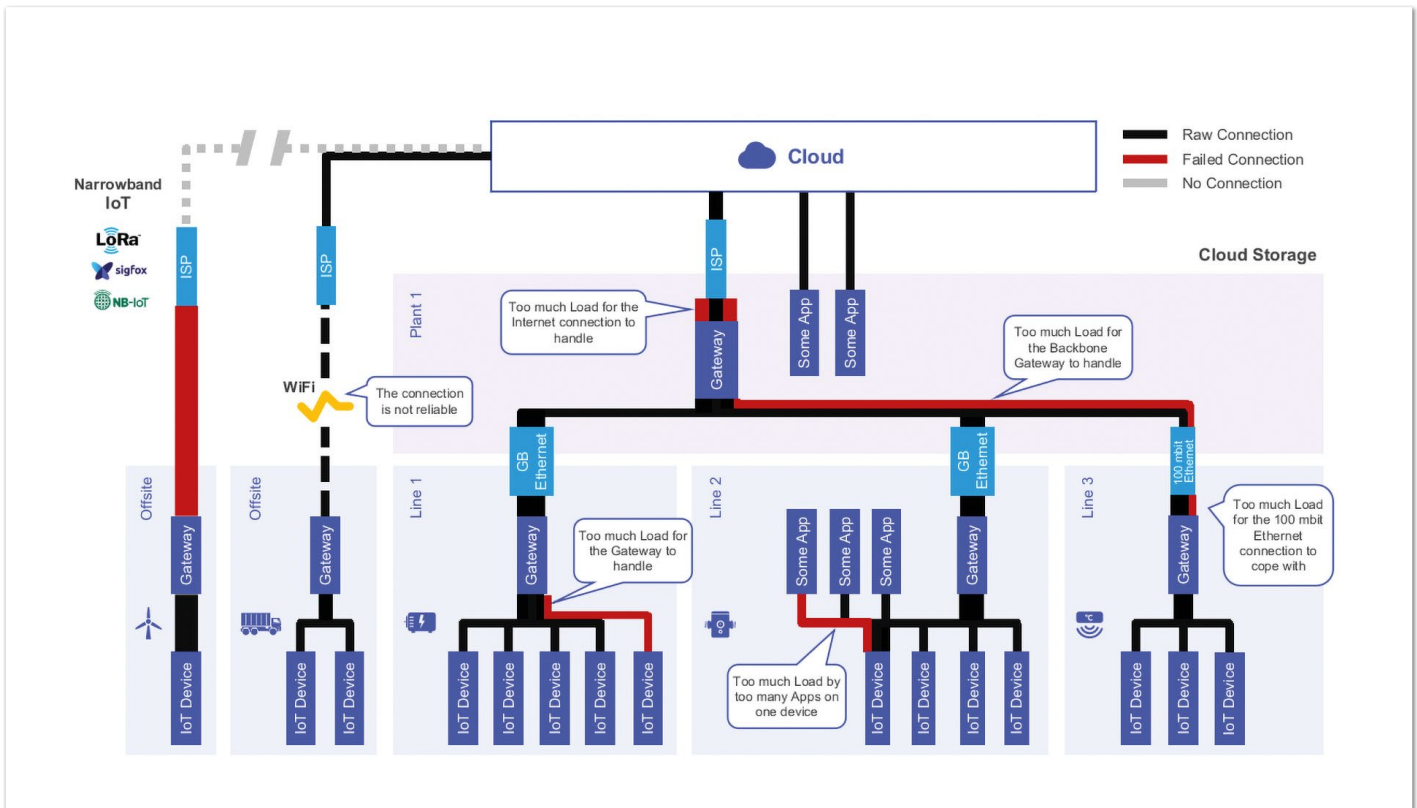 Cloud
Raw Connection
Failed Connection
No Connection
Narrowband
IoT
LoRa
sigfox
NB-IoT
ISP
ISP
ISP
Cloud Storage
Plant 1
Too much Load for the
Internet connection to
handle
Gateway
Some App
Some App
Too much Load for
the Backbone
Gateway to handle
WiFi
The connection
is not reliable
GB
Ethernet
GB
Ethernet
100 mbit
Ethernet
Offsite
Gateway
IoT Device
Offsite
Gateway
IoT Device
IoT Device
Line 1
Gateway
Too much Load for
the Gateway to
handle
IoT Device
IoT Device
IoT Device
IoT Device
IoT Device
Line 2
Some App
Some App
Some App
Gateway
Too much Load by
too many Apps on
one device
IoT Device
IoT Device
IoT Device
IoT Device
Line 3
Gateway
Too much Load
for the 100 mbit
Ethernet
connection to
cope with
°C
IoT Device
IoT Device
IoT Device